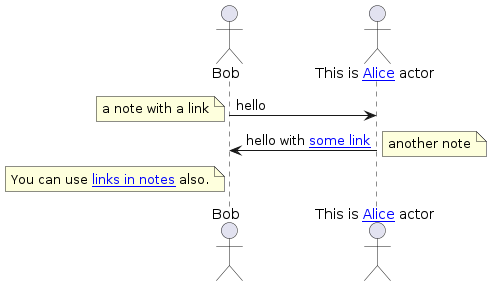 Bob
This is Alice actor
a note with a link
hello
hello with some link
another note
You can use links in notes also.
Bob
This is Alice actor